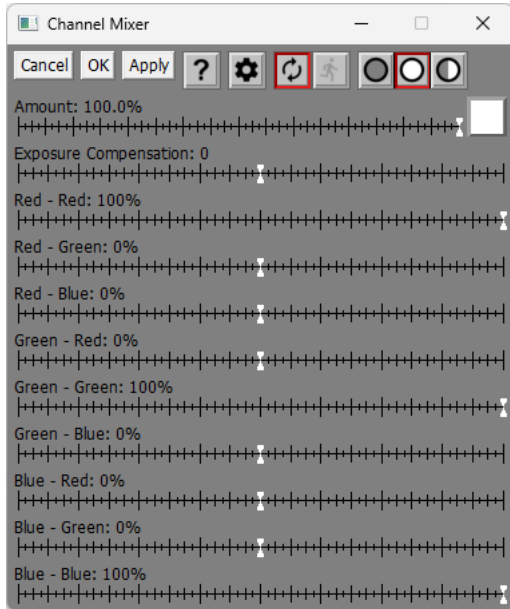 Channel Mixer
Cancel OK Apply ?
Amount: 100.0%
Exposure Compensation: 0
Red - Red: 100%
Red - Green: 0%
Red - Blue: 0%
Green - Red: 0%
Green - Green: 100%
Green - Blue: 0%
Blue - Red: 0%
Blue - Green: 0%
Blue - Blue: 100%